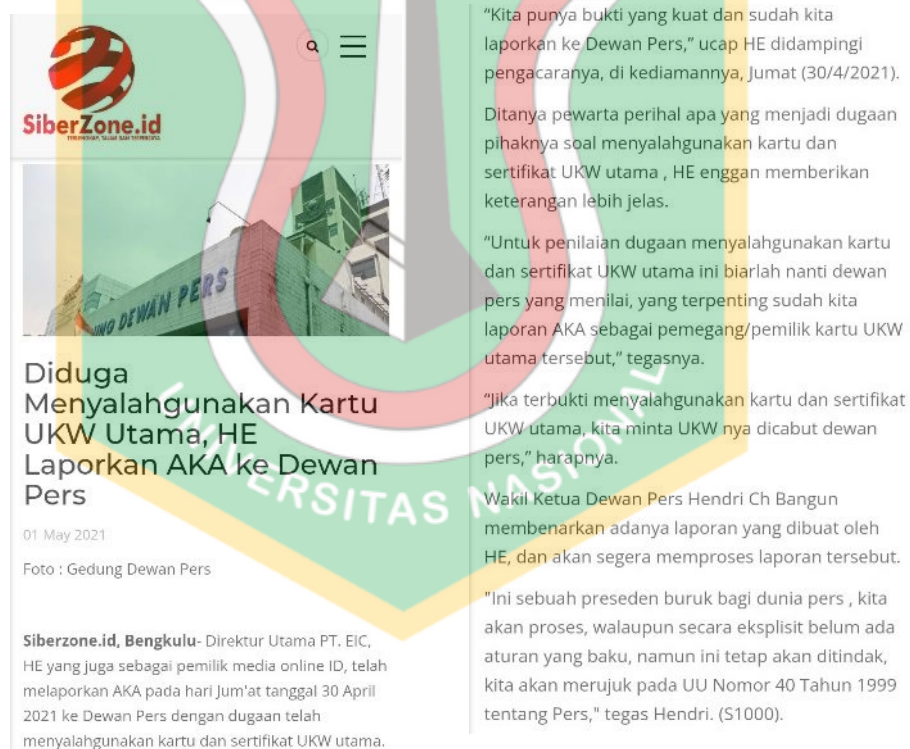 SiberZone.id
UNG DEWAN PERS
Diduga
Menyalahgunakan Kartu
UKW Utama, HE
Laporkan AKA ke Dewan
Pers
01 May 2021
Foto : Gedung Dewan Pers
Siberzone.id, Bengkulu- Direktur Utama PT. EIC,
HE yang juga sebagai pemilik media online ID, telah
melaporkan AKA pada hari Jum'at tanggal 30 April
2021 ke Dewan Pers dengan dugaan telah
menyalahgunakan kartu dan sertifikat UKW utama.
“Kita punya bukti yang kuat dan sudah kita
laporkan ke Dewan Pers,” ucap HE didampingi
pengacaranya, di kediamannya, Jumat (30/4/2021).
Ditanya pewarta perihal apa yang menjadi dugaan
pihaknya soal menyalahgunakan kartu dan
sertifikat UKW utama , HE enggan memberikan
keterangan lebih jelas.
“Untuk penilaian dugaan menyalahgunakan kartu
dan sertifikat UKW utama ini biarlah nanti dewan
pers yang menilai, yang terpenting sudah kita
laporan AKA sebagai pemegang/pemilik kartu UKW
utama tersebut,” tegasnya.
“Jika terbukti menyalahgunakan kartu dan sertifikat
UKW utama, kita minta UKW nya dicabut dewan
pers,” harapnya.
Wakil Ketua Dewan Pers Hendri Ch Bangun
membenarkan adanya laporan yang dibuat oleh
HE, dan akan segera memproses laporan tersebut.
"Ini sebuah preseden buruk bagi dunia pers , kita
akan proses, walaupun secara eksplisit belum ada
aturan yang baku, namun ini tetap akan ditindak,
kita akan merujuk pada UU Nomor 40 Tahun 1999
tentang Pers," tegas Hendri. (S1000).
UNIVERSITAS NASIONAL